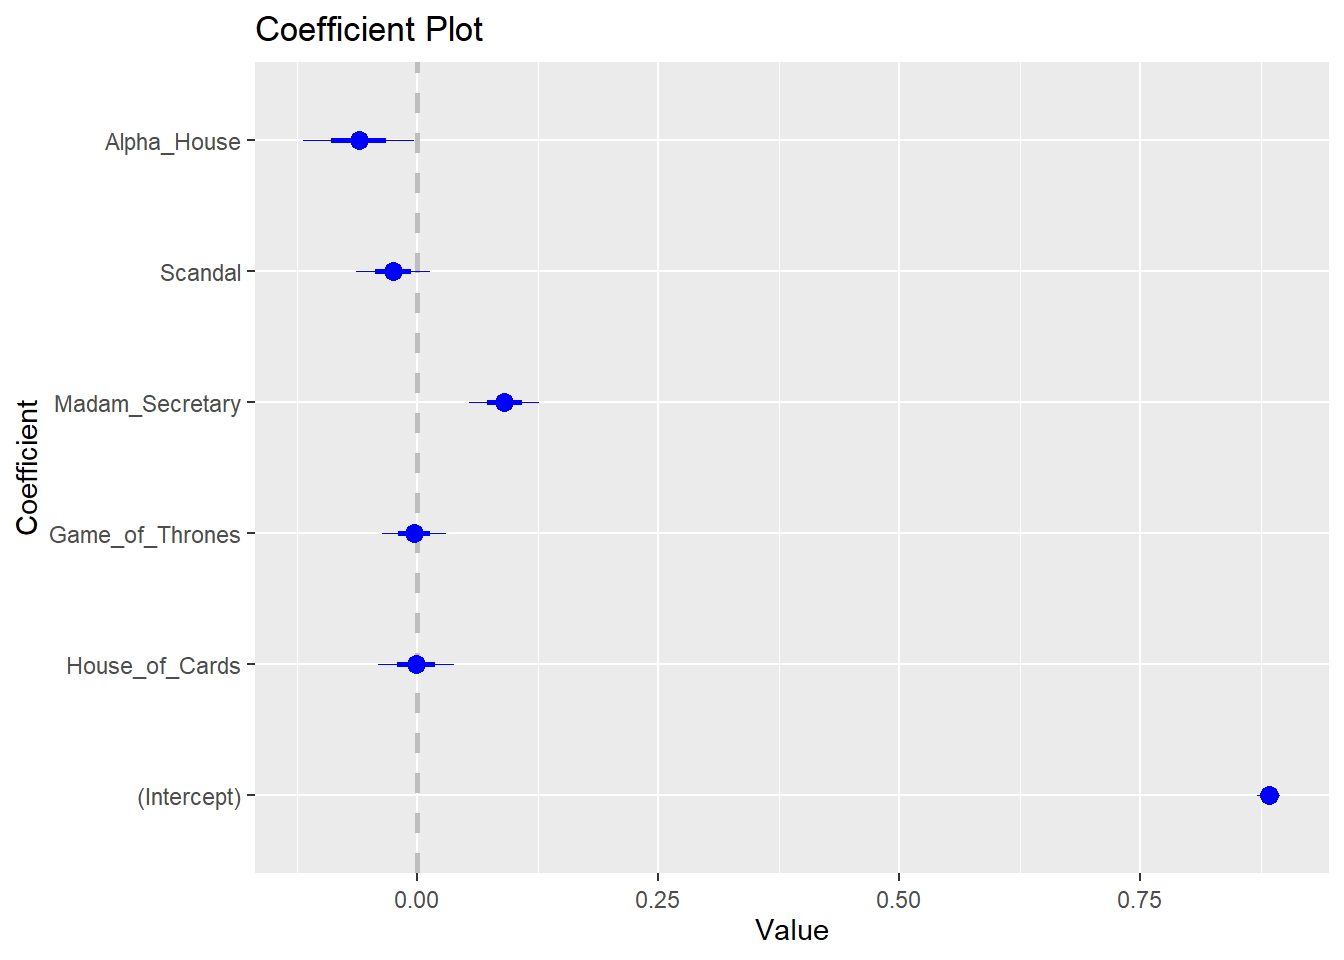 Coefficient Plot
Alpha_House
Scandal
Madam_Secretary
Game_of_Thrones
House_of_Cards
(Intercept)
Coefficient
0.00 0.25 0.50 0.75
Value